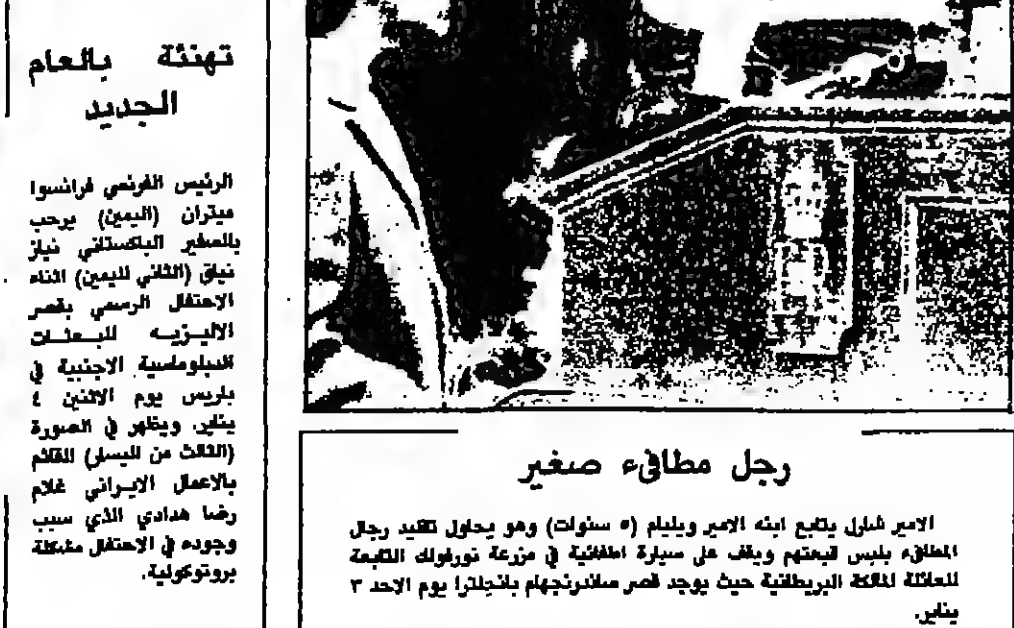 تهنئة بالعام
الجديد
الرئيس الفرنسي فرانسوا
ميتران (اليمين) يرحب
بالسفير الباكستاني نياز
نياق (الثاني لليمين) اثناء
الاحتفال الرسمي بقصر
الاليزيه للبعثات
الدبلوماسية الاجنبية في
باريس يوم الاثنين ٤
يناير. ويظهر في الصورة
(الثالث من اليسار) القائم
بالاعمال الايراني غلام
رضا هدادي الذي سبب
وجوده في الاحتفال مشكلة
بروتوكولية.
رجل مطافىء صغير
الامير شارل يتابع ابنه الامير ويليام (٥ سنوات) وهو يحاول تقليد رجال
المطافىء بلبس قبعتهم ويقف على سيارة اطفائية في مزرعة نورفولك التابعة
للعائلة المالكة البريطانية حيث يوجد قصر ساندرنجهام بانجلترا يوم الاحد ٣
يناير.